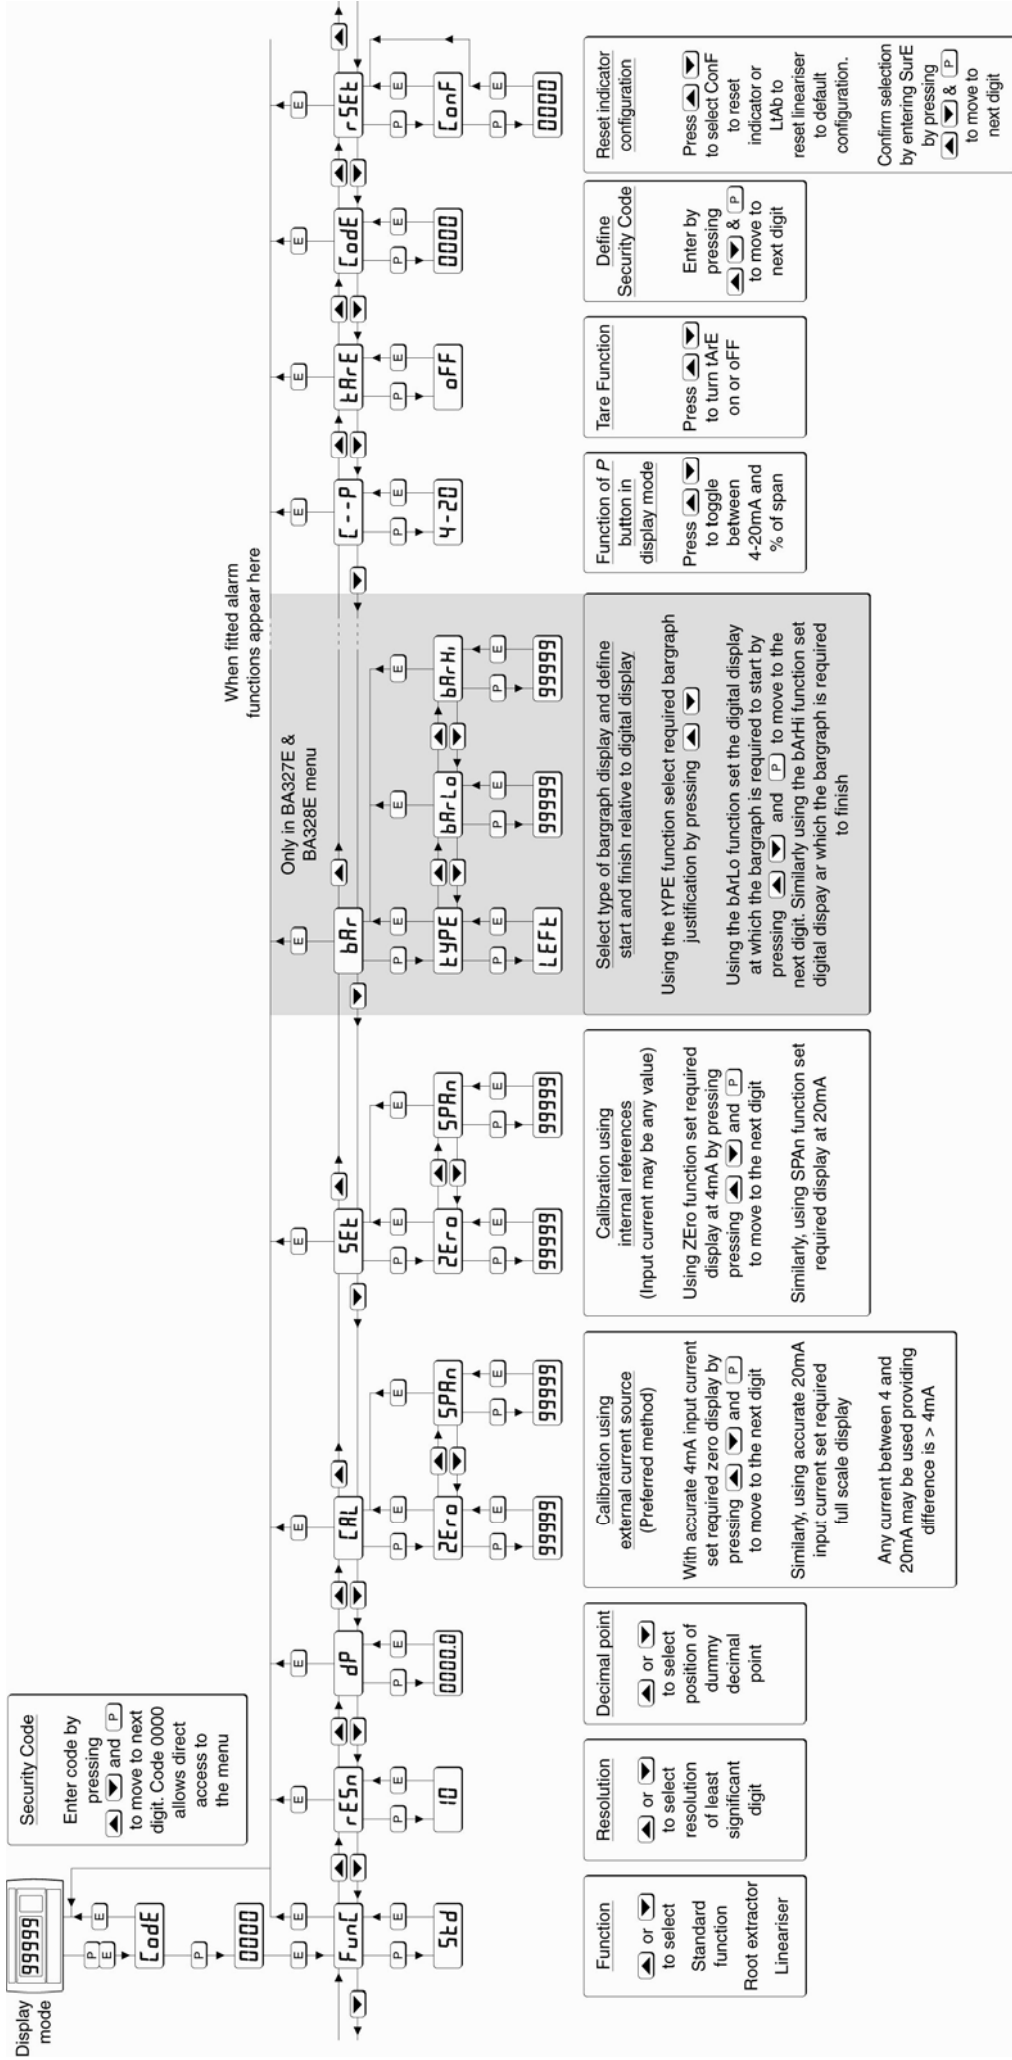 Display
mode
99999
P
E
E
CodE
P
0000
E
Security Code
Enter code by
pressing
and P
to move to next
digit. Code 0000
allows direct
access to
the menu
When fitted alarm
functions appear here
Only in BA327E &
BA328E menu
E
E
E
E
E
E
E
E
E
E
FunC
rESn
dP
CAL
SEt
bAr
C--P
tArE
CodE
rSEt
P
E
P
E
P
E
P
E
E
P
E
E
P
E
E
E
P
E
P
E
P
E
P
E
Std
10
0000.0
ZEro
SPAn
ZEro
SPAn
tYPE
bArLo
bArHi
4-20
oFF
0000
ConF
P
E
P
E
P
E
P
E
P
E
P
E
P
E
P
E
99999
99999
99999
99999
LEFt
99999
99999
0000
Function
or
to select
Standard
function
Root extractor
Lineariser
Resolution
or
to select
resolution
of least
significant
digit
Decimal point
or
to select
position of
dummy
decimal
point
Calibration using
external current source
(Preferred method)
With accurate 4mA input current
set required zero display by
pressing and P
to move to the next digit
Similarly, using accurate 20mA
input current set required
full scale display
Any current between 4 and
20mA may be used providing
difference is > 4mA
Calibration using
internal references
(Input current may be any value)
Using ZEro function set required
display at 4mA by pressing
pressing and P
to move to the next digit
Similarly, using SPAn function set
required display at 20mA
Select type of bargraph display and define
start and finish relative to digital display
Using the tYPE function select required bargraph
justification by pressing
Using the bArLo function set the digital display
at which the bargraph is required to start by
pressing and P to move to the
next digit. Similarly using the bArHi function set
digital dispay ar which the bargraph is required
to finish
Function of P
button in
display mode
Press
to toggle
between
4-20mA and
% of span
Tare Function
Press
to turn tArE
on or oFF
Define
Security Code
Enter by
pressing
& P
to move to
next digit
Reset indicator
configuration
Press
to select ConF
to reset
indicator or
LtAb to
reset lineariser
to default
configuration.
Confirm selection
by entering SurE
by pressing
& P
to move to
next digit